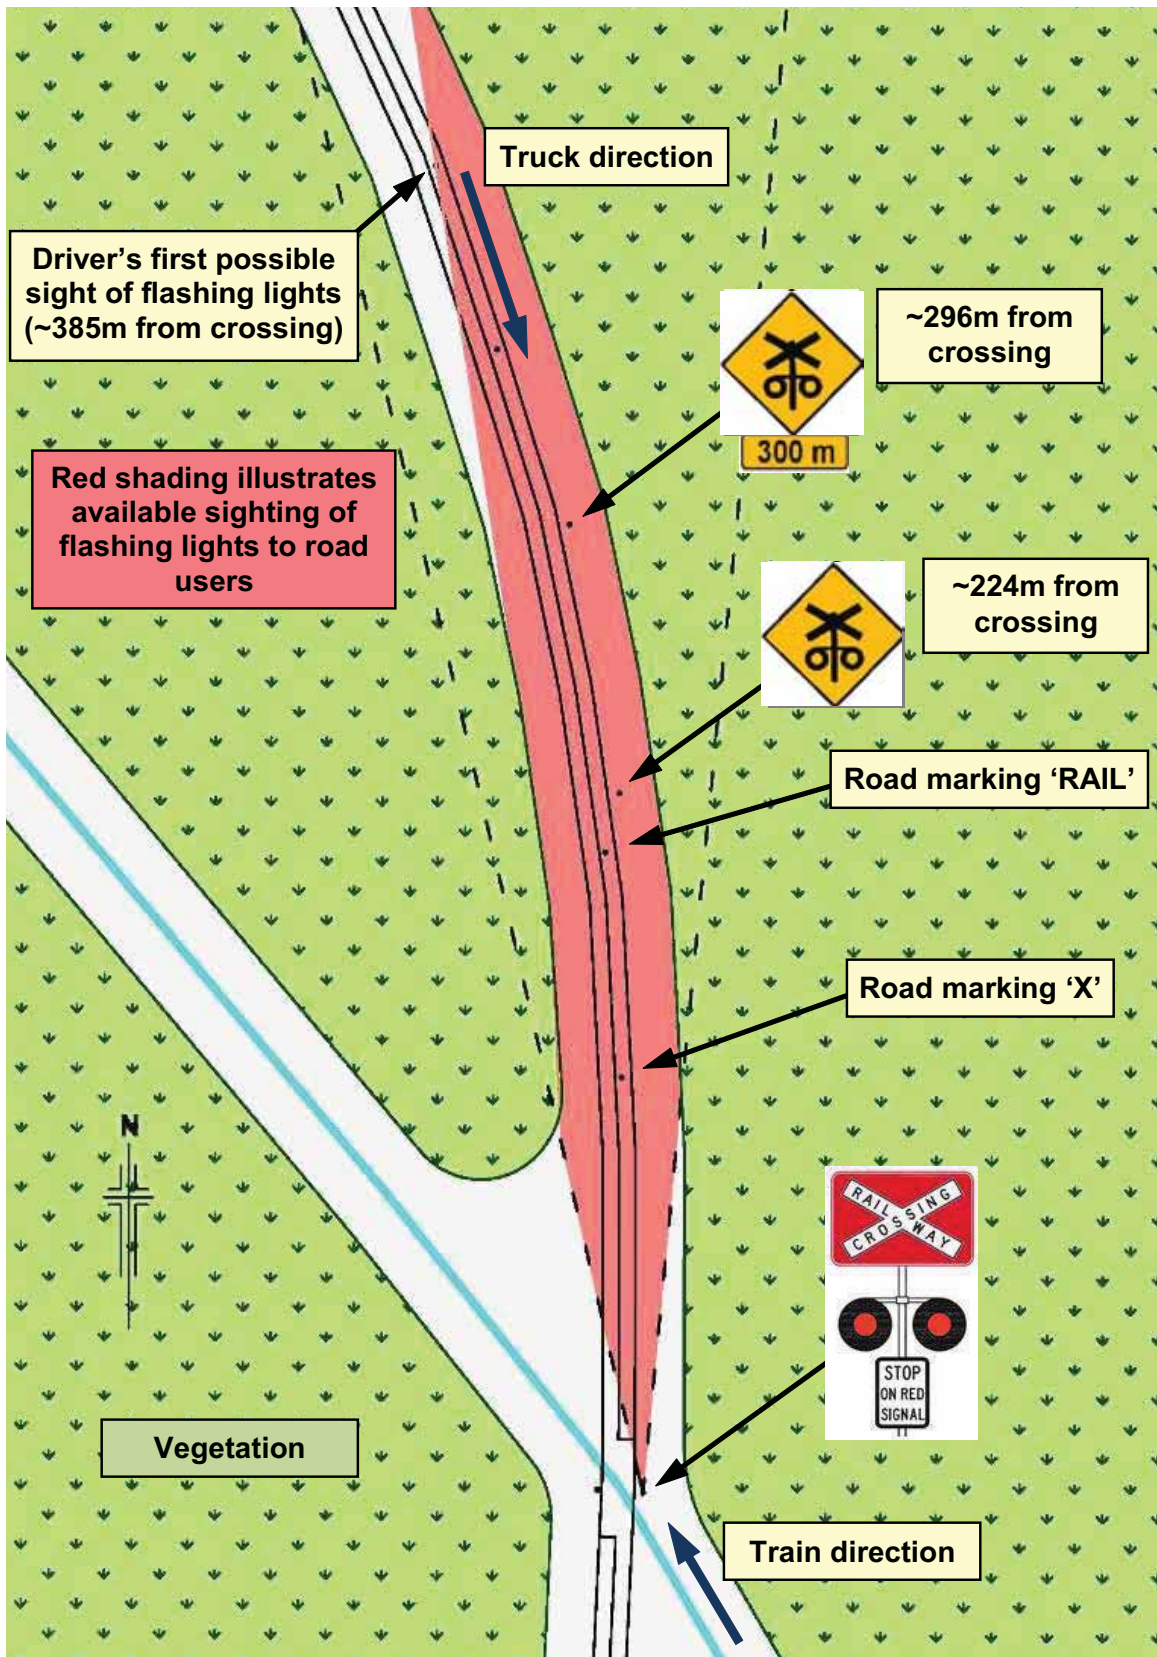 Truck direction
Driver’s first possible
sight of flashing lights
(~385m from crossing)
300 m
~296m from
crossing
Red shading illustrates
available sighting of
flashing lights to road
users
~224m from
crossing
Road marking ‘RAIL’
Road marking ‘X’
N
RAILWAY
CROSSING
STOP
ON RED
SIGNAL
Vegetation
Train direction